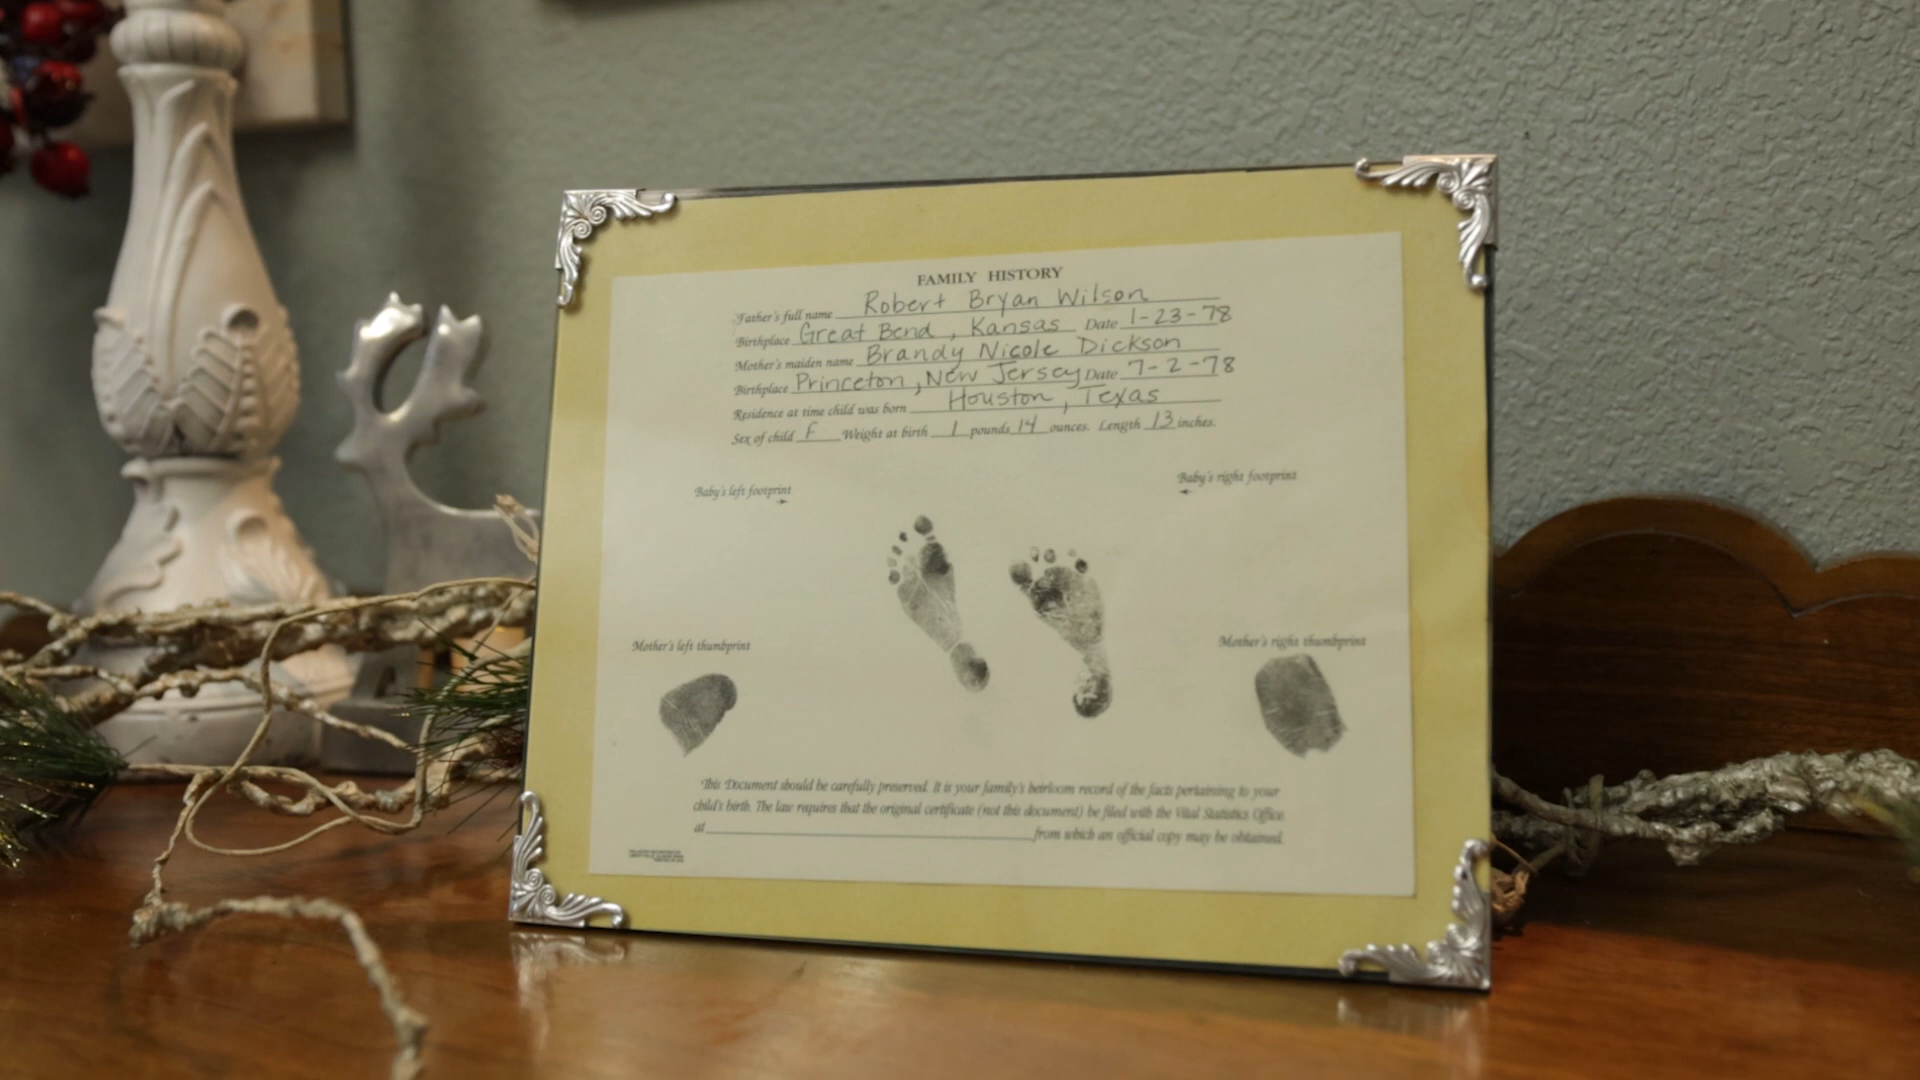 FAMILY HISTORY
Father's full name Robert Bryan Wilson
Birthplace Great Bend, Kansas Date 1-23-78
Mother's maiden name Brandy Nicole Dickson
Birthplace Princeton, New Jersey Date 7-2-78
Residence at time child was born Houston, Texas
Sex of child F Weight at birth 1 pounds 14 ounces. Length 13 inches.
Baby's left footprint
Baby's right footprint
Mother's left thumbprint
Mother's right thumbprint
This Document should be carefully preserved. It is your family's heirloom record of the facts pertaining to your
child's birth. The law requires that the original certificate (not this document) be filed with the Vital Statistics Office
at from which an official copy may be obtained.